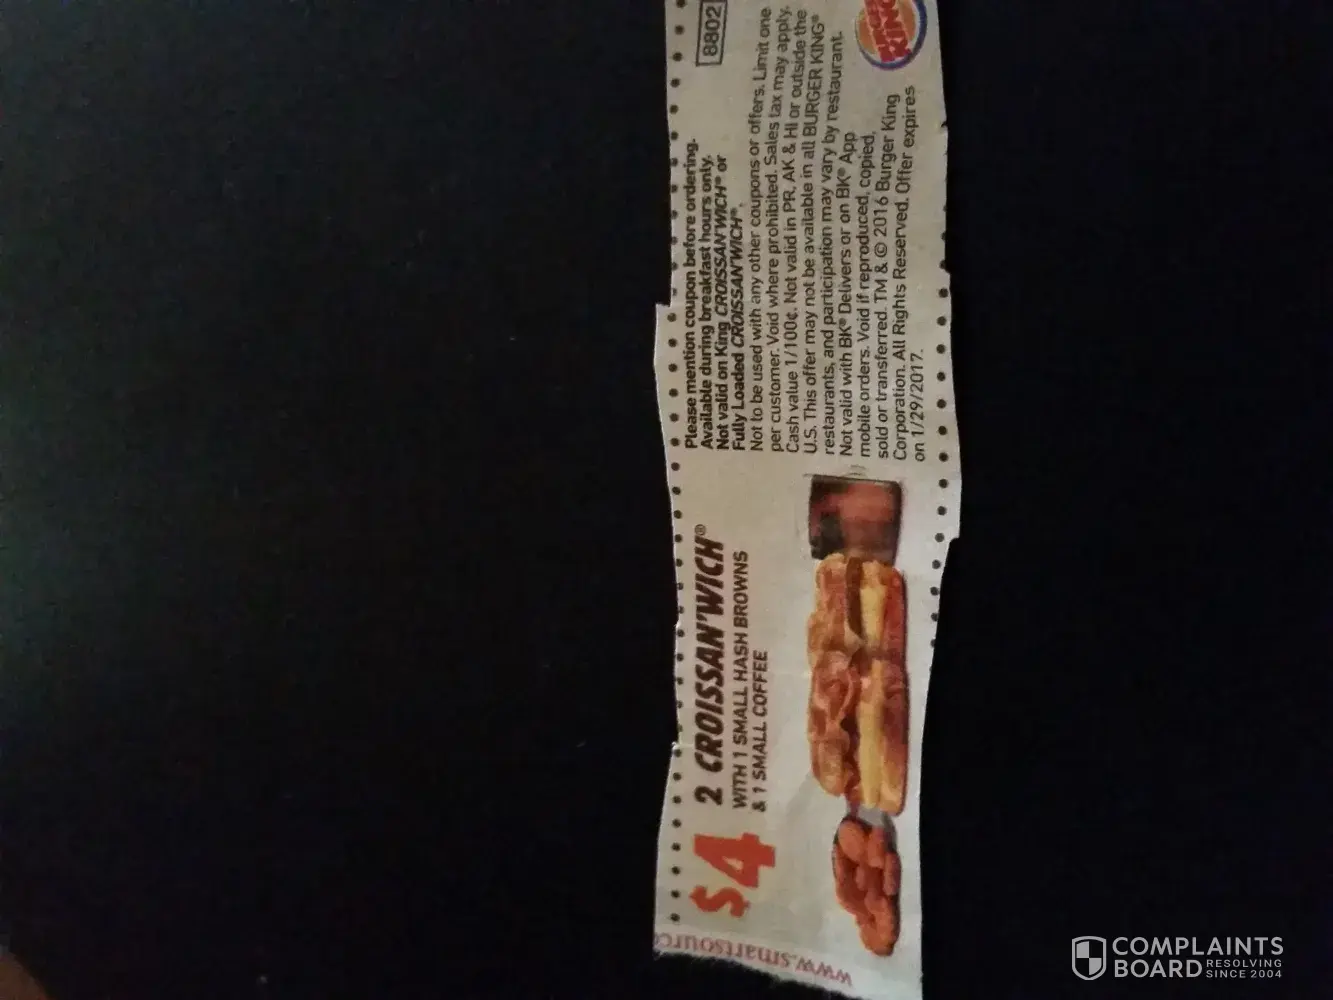 $4
2 CROISSAN'WICH®
WITH 1 SMALL HASH BROWNS
& 1 SMALL COFFEE
Please mention coupon before ordering.
Available during breakfast hours only.
Not valid on King CROISSAN'WICH® or
Fully Loaded CROISSAN'WICH®.
8802
Not to be used with any other coupons or offers. Limit one
per customer. Void where prohibited. Sales tax may apply.
Cash value 1/100¢. Not valid in PR, AK & HI or outside the
U.S. This offer may not be available in all BURGER KING®
restaurants, and participation may vary by restaurant.
Not valid with BK® Delivers or on BK® App
mobile orders. Void if reproduced, copied,
sold or transferred. TM & © 2016 Burger King
Corporation. All Rights Reserved. Offer expires
on 1/29/2017.
BURGER
KING
www.smartsourc
COMPLAINTS
BOARD RESOLVING
SINCE 2004